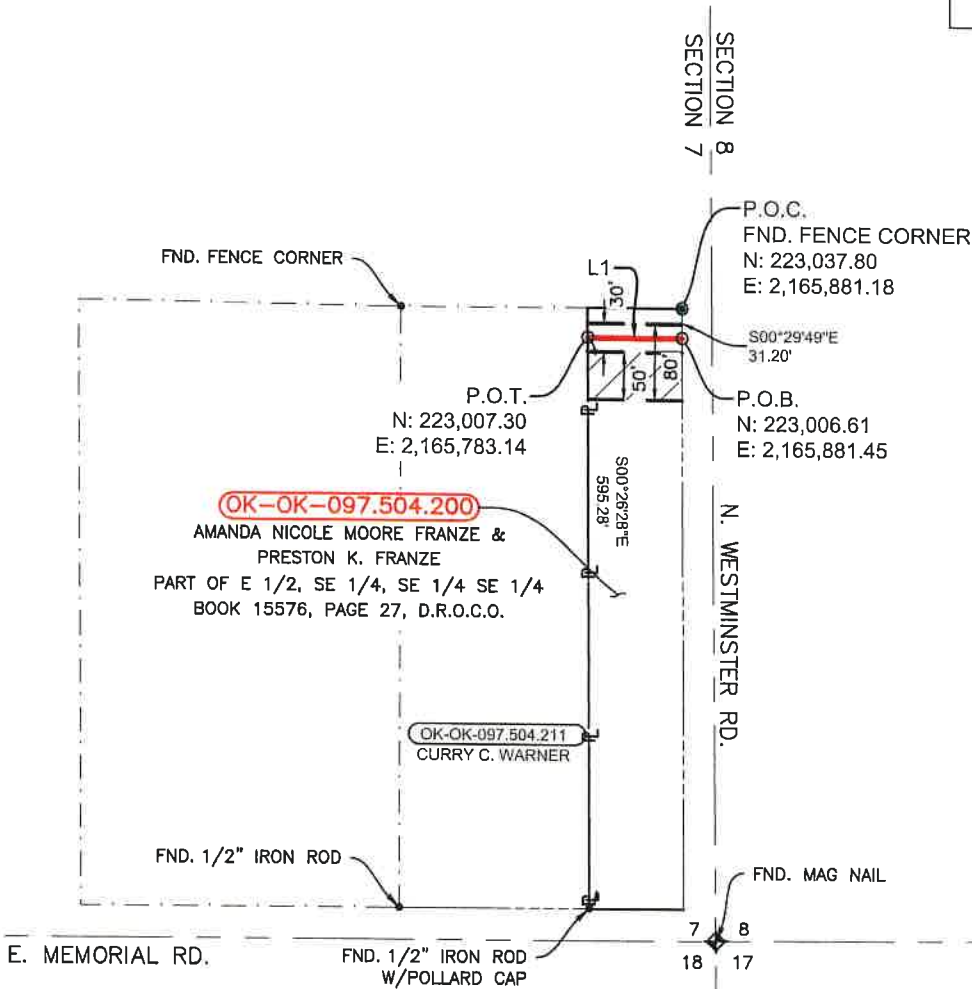 SECTION 8
SECTION 7
P.O.C.
FND. FENCE CORNER
N: 223,037.80
E: 2,165,881.18
FND. FENCE CORNER
L1
30'
S00°29'49"E
31.20'
50'
80'
P.O.T.
N: 223,007.30
E: 2,165,783.14
P.O.B.
N: 223,006.61
E: 2,165,881.45
PL
S00°26'28"E
595.28'
OK-OK-097.504.200
AMANDA NICOLE MOORE FRANZE &
PRESTON K. FRANZE
PART OF E 1/2, SE 1/4, SE 1/4 SE 1/4
BOOK 15576, PAGE 27, D.R.O.C.O.
PL
N. WESTMINSTER RD.
OK-OK-097.504.211
CURRY C. WARNER
PL
FND. 1/2" IRON ROD
PL
FND. MAG NAIL
7 8
18 17
E. MEMORIAL RD.
FND. 1/2" IRON ROD
W/POLLARD CAP